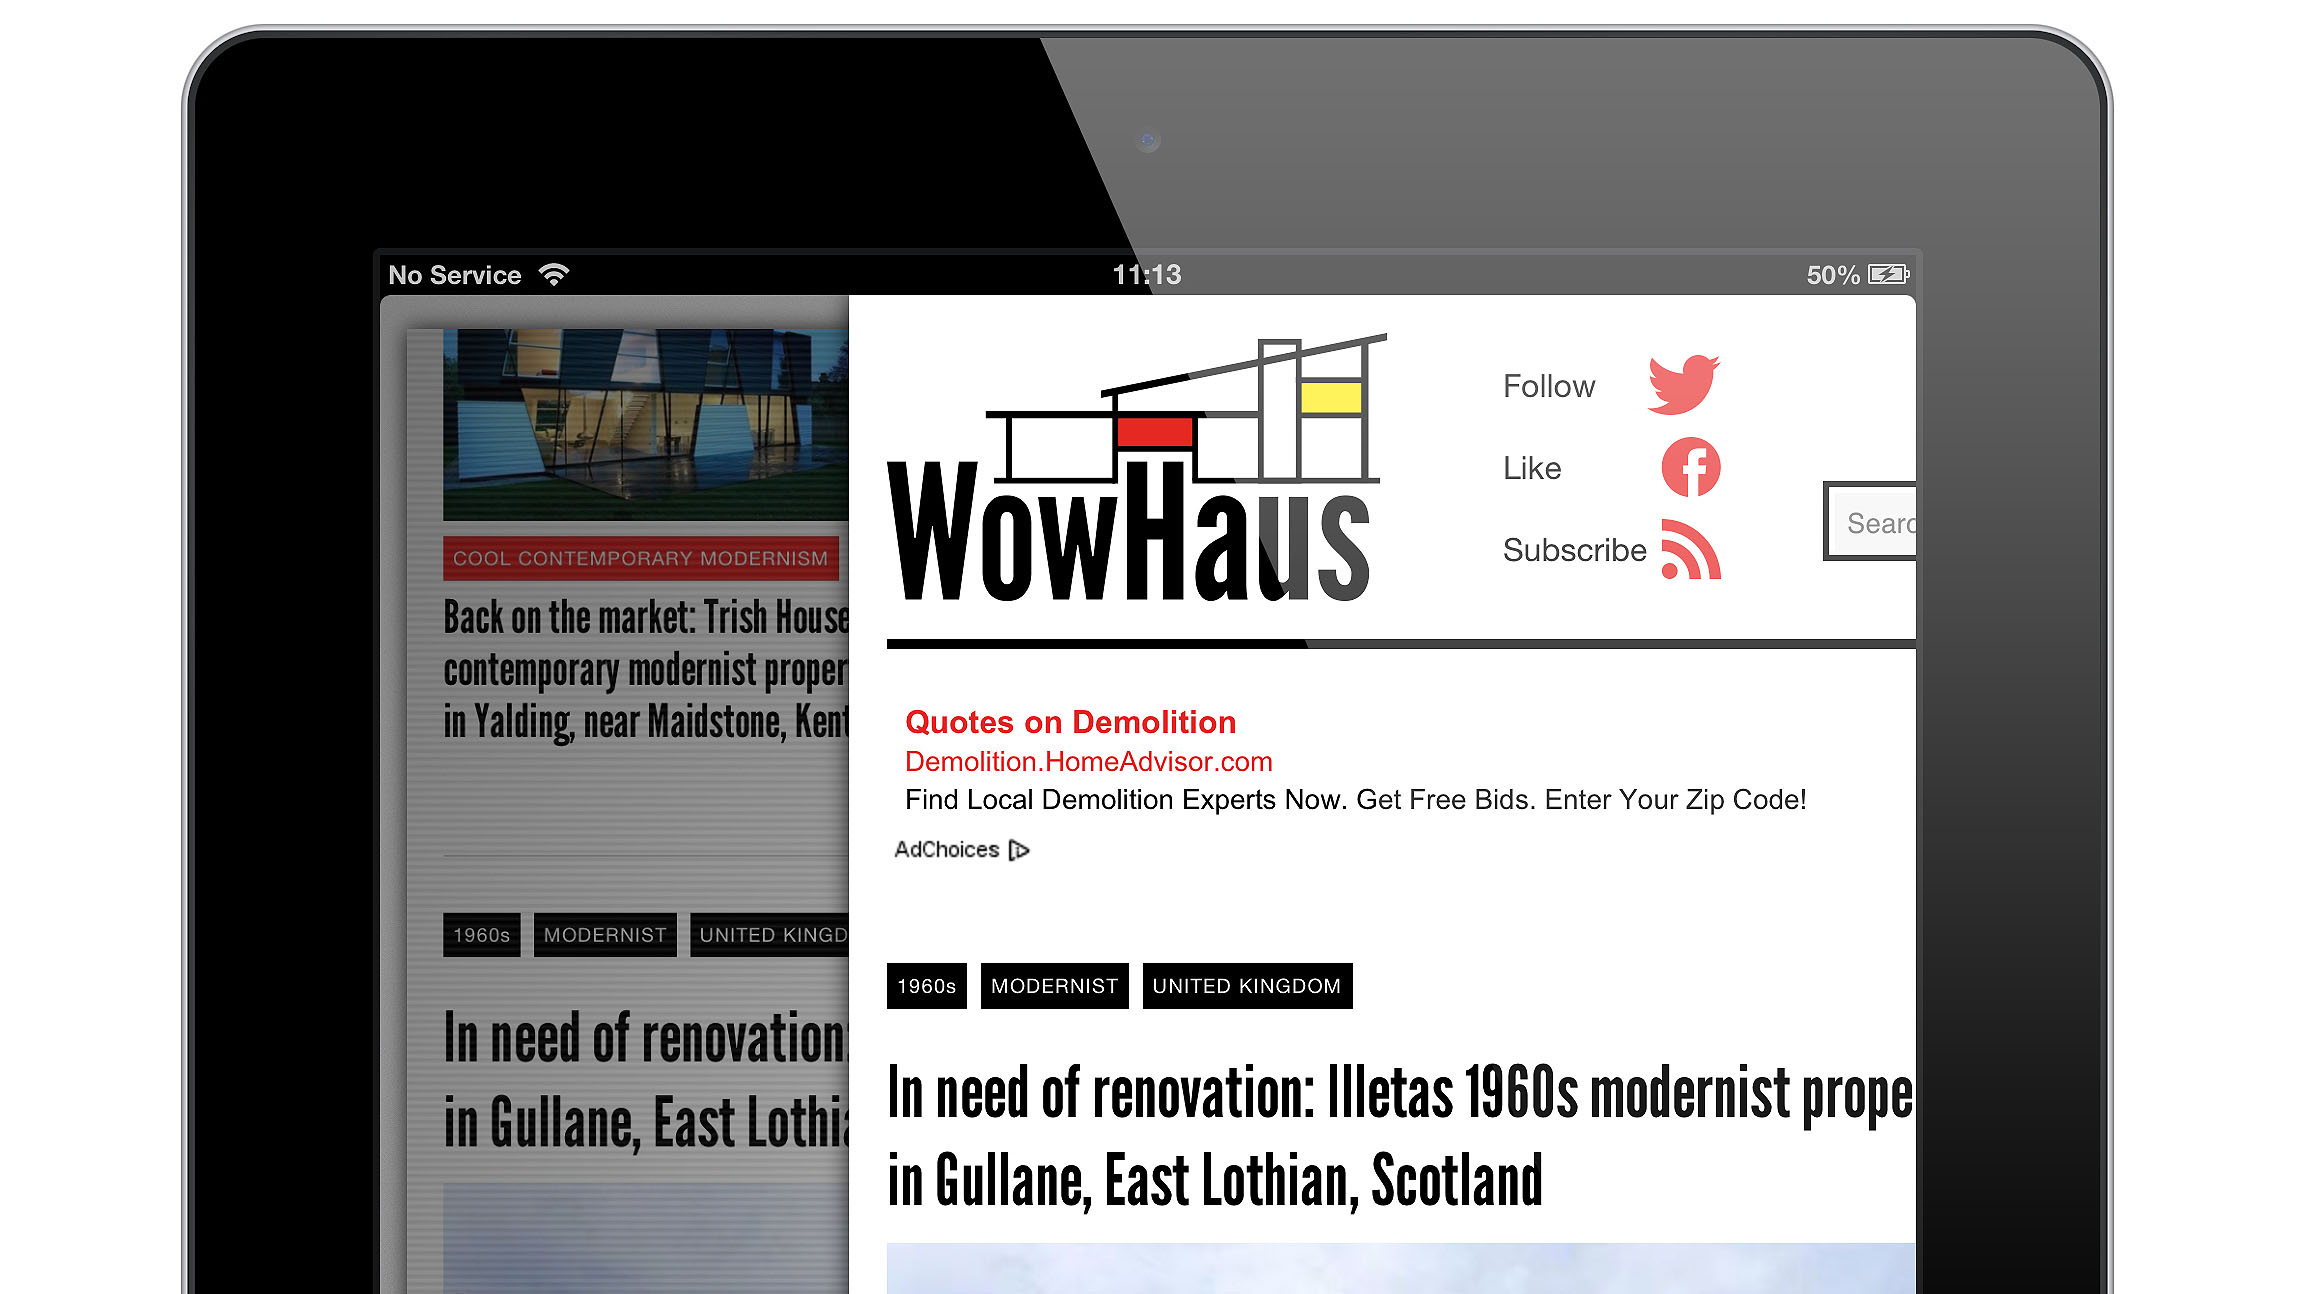 No Service
11:13
50%
COOL CONTEMPORARY MODERNISM
Back on the market: Trish House
contemporary modernist proper
in Yalding, near Maidstone, Kent
1960s
MODERNIST
UNITED KINGD
In need of renovation:
in Gullane, East Lothia
WowHaus
Follow
Like
Subscribe
Searc
Quotes on Demolition
Demolition.HomeAdvisor.com
Find Local Demolition Experts Now. Get Free Bids. Enter Your Zip Code!
AdChoices
1960s
MODERNIST
UNITED KINGDOM
In need of renovation: Illetas 1960s modernist prope
in Gullane, East Lothian, Scotland